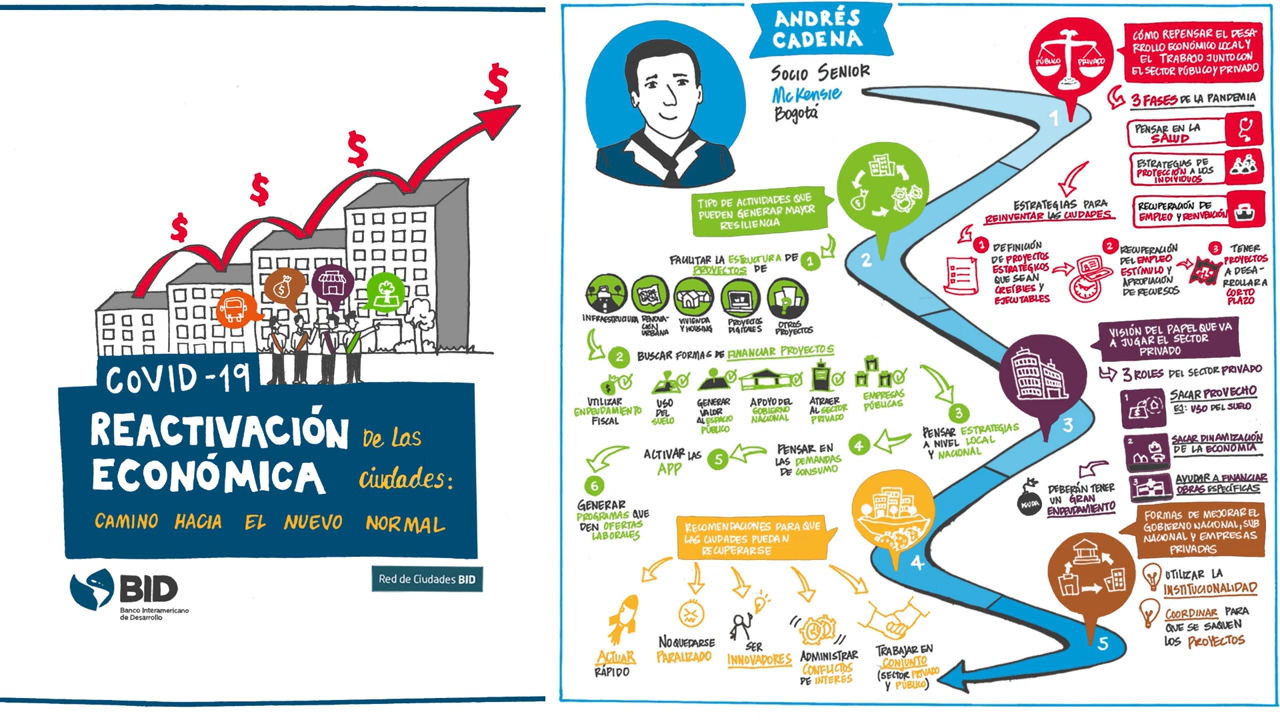 $
$
$
$
COVID-19
REACTIVACIÓN
ECONÓMICA
De las
ciudades:
CAMINO HACIA EL NUEVO NORMAL
BID
Banco Interamericano
de Desarrollo
Red de Ciudades BID
ANDRÉS
CADENA
SOCIO SENIOR
McKensie
Bogotá
PÚBLICO PRIVADO
1
CÓMO REPENSAR EL DESA-
RROLLO ECONÓMICO LOCAL Y
EL TRABAJO JUNTO CON
EL SECTOR PÚBLICO Y PRIVADO
3 FASES DE LA PANDEMIA
PENSAR EN LA
SALUD
ESTRATEGIAS DE
PROTECCIÓN A LOS
INDIVIDUOS
RECUPERACIÓN DE
EMPLEO Y REINVENCIÓN
ESTRATEGIAS PARA
REINVENTAR LAS CIUDADES
1 DEFINICIÓN
DE PROYECTOS
ESTRATÉGICOS
QUE SEAN
CREÍBLES Y
EJECUTABLES
2 RECUPERACIÓN
DEL EMPLEO
ESTÍMULO Y
APROPIACIÓN
DE RECURSOS
3 TENER
PROYECTOS
A DESA-
RROLLAR A
CORTO
PLAZO
2
TIPO DE ACTIVIDADES QUE
PUEDEN GENERAR MAYOR
RESILIENCIA
FACILITAR LA ESTRUCTURA DE 1
PROYECTOS DE
INFRAESTRUCTURA
RENOVA-
CIÓN
URBANA
VIVIENDA
Y HOUSING
PROYECTOS
DIGITALES
OTROS
PROYECTOS
2 BUSCAR FORMAS DE FINANCIAR PROYECTOS
UTILIZAR
ENDEUDAMIENTO
FISCAL
USO
DEL
SUELO
GENERAR
VALOR
AL ESPACIO
PÚBLICO
APOYO DEL
GOBIERNO
NACIONAL
ATRAER
AL SECTOR
PRIVADO
EMPRESAS
PÚBLICAS
3
PENSAR ESTRATEGIAS
A NIVEL LOCAL
Y NACIONAL
4
PENSAR EN
LAS DEMANDAS
DE CONSUMO
5
ACTIVAR LAS
APP
6
GENERAR
PROGRAMAS QUE
DEN OFERTAS
LABORALES
3
VISIÓN DEL PAPEL QUE VA
A JUGAR EL SECTOR
PRIVADO
3 ROLES DEL SECTOR PRIVADO
1
SACAR PROVECHO
EJ: USO DEL SUELO
2
SACAR DINAMIZACIÓN
DE LA ECONOMÍA
3
AYUDAR A FINANCIAR
OBRAS ESPECÍFICAS
DEUDA
DEBERÁN TENER
UN GRAN
ENDEUDAMIENTO
4
RECOMENDACIONES PARA QUE
LAS CIUDADES PUEDAN
RECUPERARSE
ACTUAR
RÁPIDO
NO QUEDARSE
PARALIZADO
SER
INNOVADORES
ADMINISTRAR
CONFLICTOS
DE INTERÉS
TRABAJAR EN
CONJUNTO
(SECTOR PRIVADO
Y PÚBLICO)
5
FORMAS DE MEJORAR EL
GOBIERNO NACIONAL, SUB
NACIONAL Y EMPRESAS
PRIVADAS
UTILIZAR LA
INSTITUCIONALIDAD
COORDINAR PARA
QUE SE SAQUEN
LOS PROYECTOS